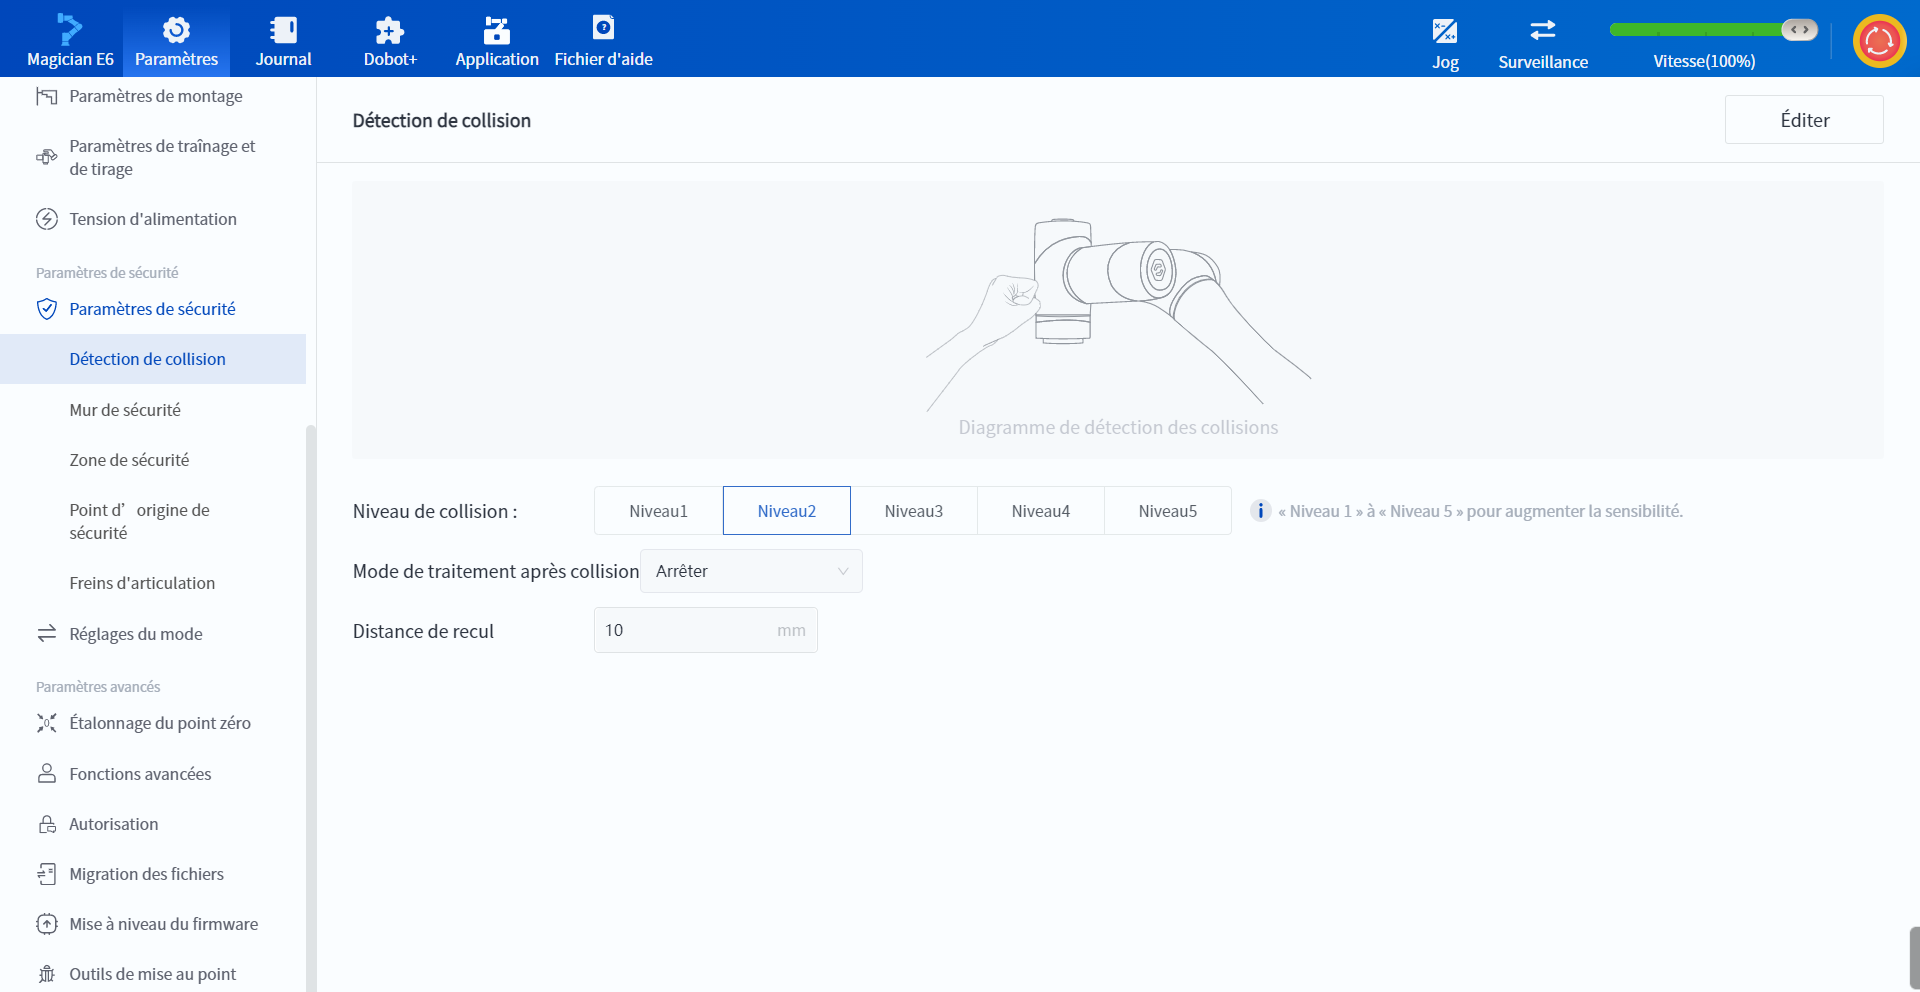 Magician E6
Paramètres
Journal
Dobot+
Application
Fichier d'aide
Jog
Surveillance
Vitesse(100%)
Paramètres de montage
Paramètres de traînage et
de tirage
Tension d'alimentation
Paramètres de sécurité
Paramètres de sécurité
Détection de collision
Mur de sécurité
Zone de sécurité
Point d’ origine de
sécurité
Freins d'articulation
Réglages du mode
Paramètres avancés
Étalonnage du point zéro
Fonctions avancées
Autorisation
Migration des fichiers
Mise à niveau du firmware
Outils de mise au point
Détection de collision
Éditer
Diagramme de détection des collisions
Niveau de collision :
Niveau1
Niveau2
Niveau3
Niveau4
Niveau5
« Niveau 1 » à « Niveau 5 » pour augmenter la sensibilité.
Mode de traitement après collision
Arrêter
Distance de recul
10
mm